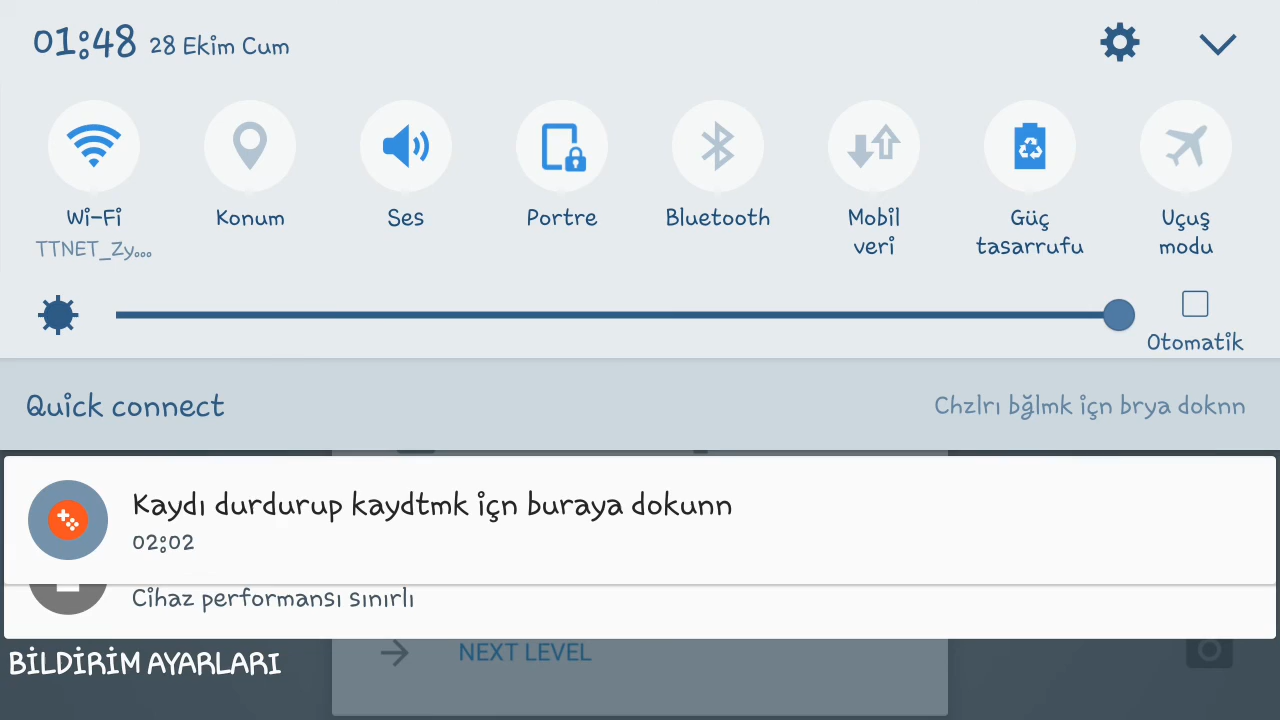 01:48 28 Ekim Cum
Wi-Fi
TTNET_Zy...
Konum
Ses
Portre
Bluetooth
Mobil
veri
Güç
tasarrufu
Uçuş
modu
Otomatik
Quick connect
Chzlrı bğlmk içn brya doknn
Kaydı durdurup kaydtmk içn buraya dokunn
02:02
Cihaz performansı sınırlı
NEXT LEVEL
BİLDİRİM AYARLARI